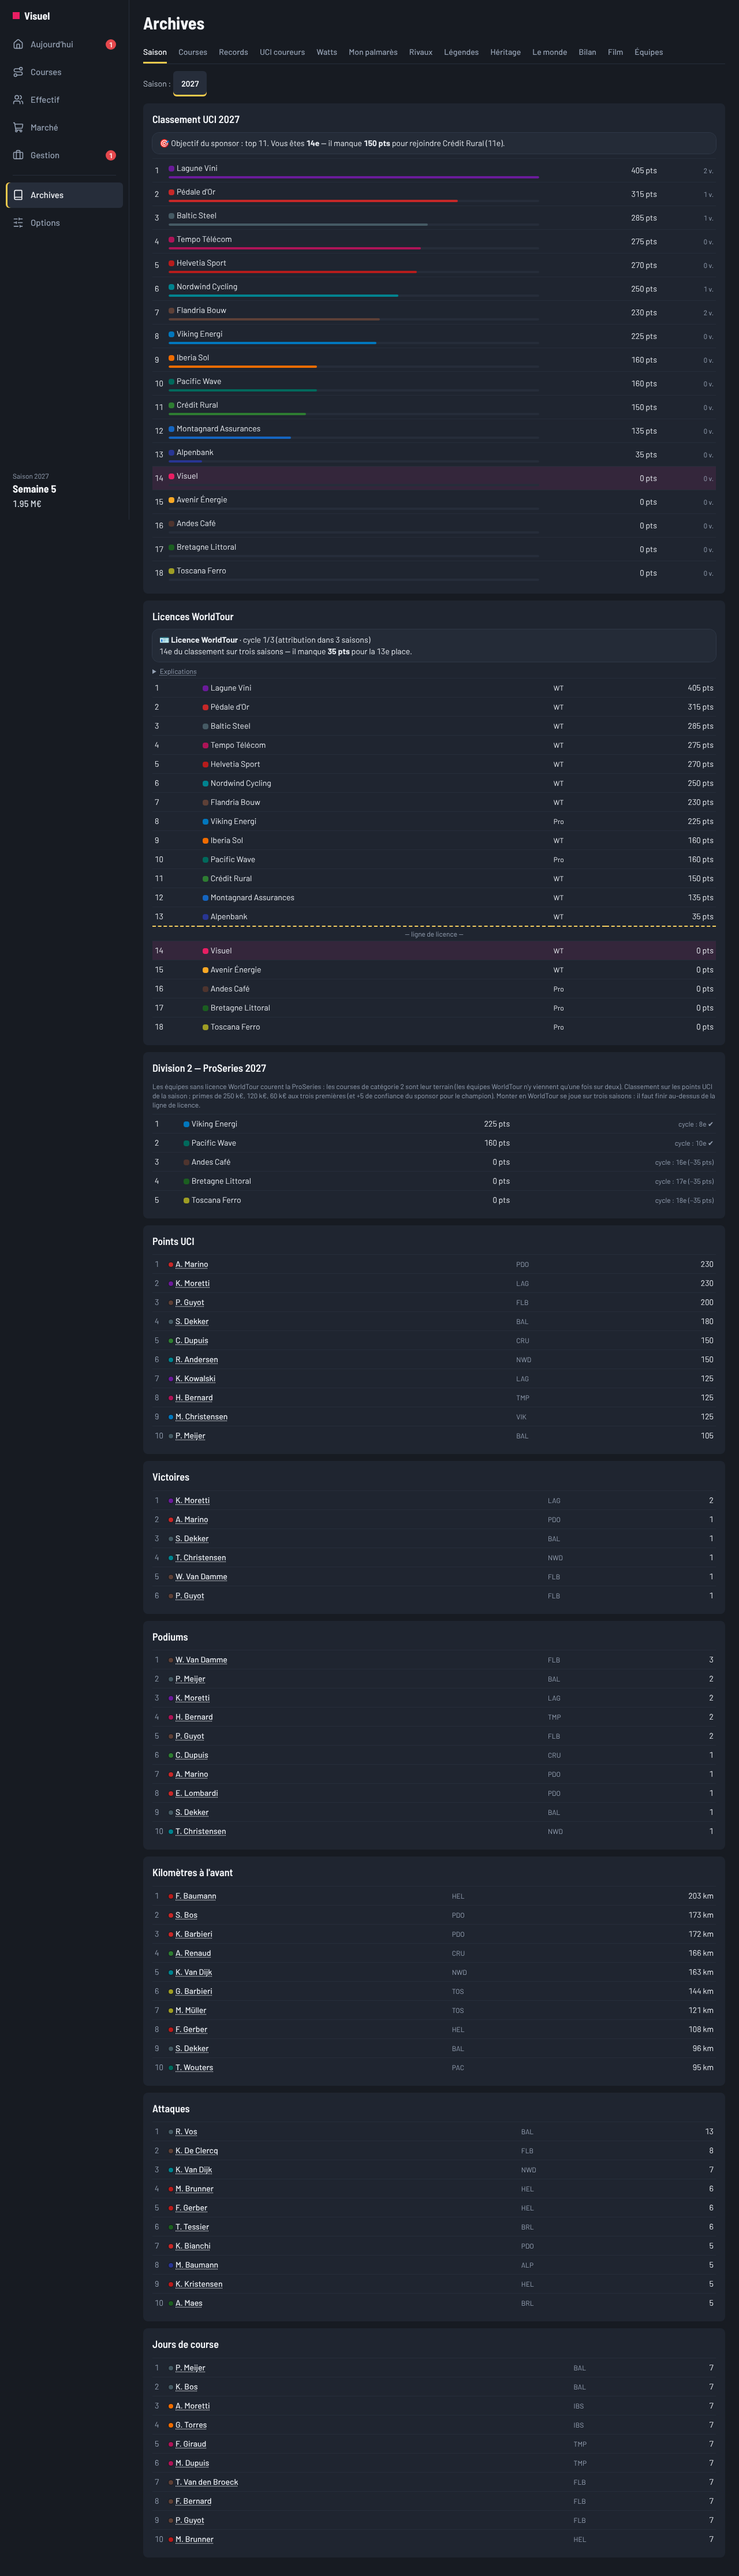 Visuel
Aujourd'hui 1
Courses
Effectif
Marché
Gestion 1
Archives
Options
Saison 2027
Semaine 5
1.95 M€
Archives
Saison Courses Records UCI coureurs Watts Mon palmarès Rivaux Légendes Héritage Le monde Bilan Film Équipes
Saison : 2027
Classement UCI 2027
🎯 Objectif du sponsor : top 11. Vous êtes 14e — il manque 150 pts pour rejoindre Crédit Rural (11e).
1 Lagune Vini 405 pts 2 v.
2 Pédale d'Or 315 pts 1 v.
3 Baltic Steel 285 pts 1 v.
4 Tempo Télécom 275 pts 0 v.
5 Helvetia Sport 270 pts 0 v.
6 Nordwind Cycling 250 pts 1 v.
7 Flandria Bouw 230 pts 2 v.
8 Viking Energi 225 pts 0 v.
9 Iberia Sol 160 pts 0 v.
10 Pacific Wave 160 pts 0 v.
11 Crédit Rural 150 pts 0 v.
12 Montagnard Assurances 135 pts 0 v.
13 Alpenbank 35 pts 0 v.
14 Visuel 0 pts 0 v.
15 Avenir Énergie 0 pts 0 v.
16 Andes Café 0 pts 0 v.
17 Bretagne Littoral 0 pts 0 v.
18 Toscana Ferro 0 pts 0 v.
Licences WorldTour
🪪 Licence WorldTour · cycle 1/3 (attribution dans 3 saisons)
14e du classement sur trois saisons — il manque 35 pts pour la 13e place.
▶ Explications
1 Lagune Vini WT 405 pts
2 Pédale d'Or WT 315 pts
3 Baltic Steel WT 285 pts
4 Tempo Télécom WT 275 pts
5 Helvetia Sport WT 270 pts
6 Nordwind Cycling WT 250 pts
7 Flandria Bouw WT 230 pts
8 Viking Energi Pro 225 pts
9 Iberia Sol WT 160 pts
10 Pacific Wave Pro 160 pts
11 Crédit Rural WT 150 pts
12 Montagnard Assurances WT 135 pts
13 Alpenbank WT 35 pts
— ligne de licence —
14 Visuel WT 0 pts
15 Avenir Énergie WT 0 pts
16 Andes Café Pro 0 pts
17 Bretagne Littoral Pro 0 pts
18 Toscana Ferro Pro 0 pts
Division 2 — ProSeries 2027
Les équipes sans licence WorldTour courent la ProSeries : les courses de catégorie 2 sont leur terrain (les équipes WorldTour n'y viennent qu'une fois sur deux). Classement sur les points UCI
de la saison ; primes de 250 k€, 120 k€, 60 k€ aux trois premières (et +5 de confiance du sponsor pour le champion). Monter en WorldTour se joue sur trois saisons : il faut finir au-dessus de la
ligne de licence.
1 Viking Energi 225 pts cycle : 8e ✔
2 Pacific Wave 160 pts cycle : 10e ✔
3 Andes Café 0 pts cycle : 16e (-35 pts)
4 Bretagne Littoral 0 pts cycle : 17e (-35 pts)
5 Toscana Ferro 0 pts cycle : 18e (-35 pts)
Points UCI
1 A. Marino PDO 230
2 K. Moretti LAG 230
3 P. Guyot FLB 200
4 S. Dekker BAL 180
5 C. Dupuis CRU 150
6 R. Andersen NWD 150
7 K. Kowalski LAG 125
8 H. Bernard TMP 125
9 M. Christensen VIK 125
10 P. Meijer BAL 105
Victoires
1 K. Moretti LAG 2
2 A. Marino PDO 1
3 S. Dekker BAL 1
4 T. Christensen NWD 1
5 W. Van Damme FLB 1
6 P. Guyot FLB 1
Podiums
1 W. Van Damme FLB 3
2 P. Meijer BAL 2
3 K. Moretti LAG 2
4 H. Bernard TMP 2
5 P. Guyot FLB 2
6 C. Dupuis CRU 1
7 A. Marino PDO 1
8 E. Lombardi PDO 1
9 S. Dekker BAL 1
10 T. Christensen NWD 1
Kilomètres à l'avant
1 F. Baumann HEL 203 km
2 S. Bos PDO 173 km
3 K. Barbieri PDO 172 km
4 A. Renaud CRU 166 km
5 K. Van Dijk NWD 163 km
6 G. Barbieri TOS 144 km
7 M. Müller TOS 121 km
8 F. Gerber HEL 108 km
9 S. Dekker BAL 96 km
10 T. Wouters PAC 95 km
Attaques
1 R. Vos BAL 13
2 K. De Clercq FLB 8
3 K. Van Dijk NWD 7
4 M. Brunner HEL 6
5 F. Gerber HEL 6
6 T. Tessier BRL 6
7 K. Bianchi PDO 5
8 M. Baumann ALP 5
9 K. Kristensen HEL 5
10 A. Maes BRL 5
Jours de course
1 P. Meijer BAL 7
2 K. Bos BAL 7
3 A. Moretti IBS 7
4 G. Torres IBS 7
5 F. Giraud TMP 7
6 M. Dupuis TMP 7
7 T. Van den Broeck FLB 7
8 F. Bernard FLB 7
9 P. Guyot FLB 7
10 M. Brunner HEL 7